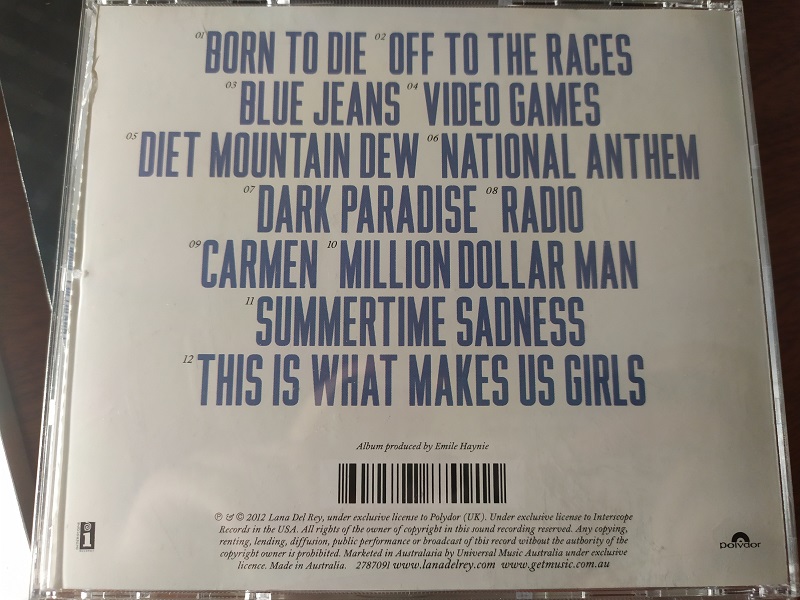 01 BORN TO DIE 02 OFF TO THE RACES
03 BLUE JEANS 04 VIDEO GAMES
05 DIET MOUNTAIN DEW 06 NATIONAL ANTHEM
07 DARK PARADISE 08 RADIO
09 CARMEN 10 MILLION DOLLAR MAN
11 SUMMERTIME SADNESS
12 THIS IS WHAT MAKES US GIRLS
Album produced by Emile Haynie
℗ & © 2012 Lana Del Rey, under exclusive license to Polydor (UK). Under exclusive license to Interscope
Records in the USA. All rights of the owner of copyright in this sound recording reserved. Any copying,
renting, lending, diffusion, public performance or broadcast of this record without the authority of the
copyright owner is prohibited. Marketed in Australasia by Universal Music Australia under exclusive
licence. Made in Australia. 2787091 www.lanadelrey.com www.getmusic.com.au
i
Polydor